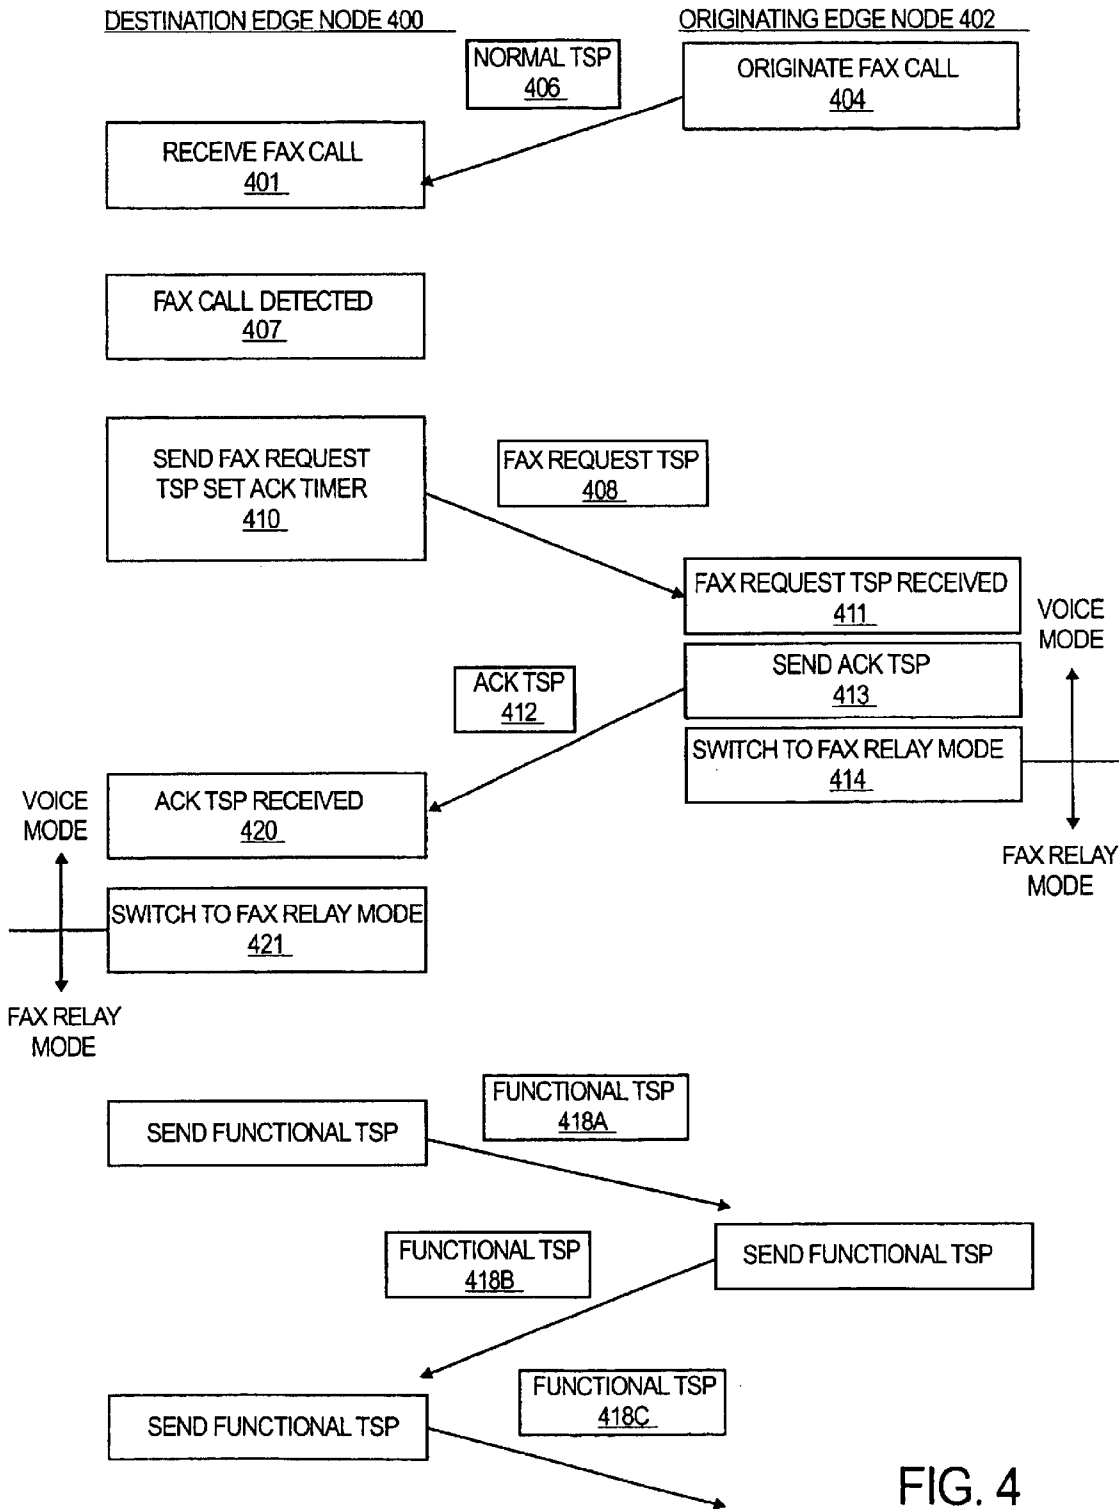 DESTINATION EDGE NODE 400
ORIGINATING EDGE NODE 402
NORMAL TSP
406
ORIGINATE FAX CALL
404
RECEIVE FAX CALL
401
FAX CALL DETECTED
407
SEND FAX REQUEST
TSP SET ACK TIMER
410
FAX REQUEST TSP
408
FAX REQUEST TSP RECEIVED
411
VOICE
MODE
SEND ACK TSP
413
ACK TSP
412
SWITCH TO FAX RELAY MODE
414
FAX RELAY
MODE
ACK TSP RECEIVED
420
VOICE
MODE
SWITCH TO FAX RELAY MODE
421
FAX RELAY
MODE
FUNCTIONAL TSP
418A
SEND FUNCTIONAL TSP
FUNCTIONAL TSP
418B
SEND FUNCTIONAL TSP
FUNCTIONAL TSP
418C
SEND FUNCTIONAL TSP
FIG. 4